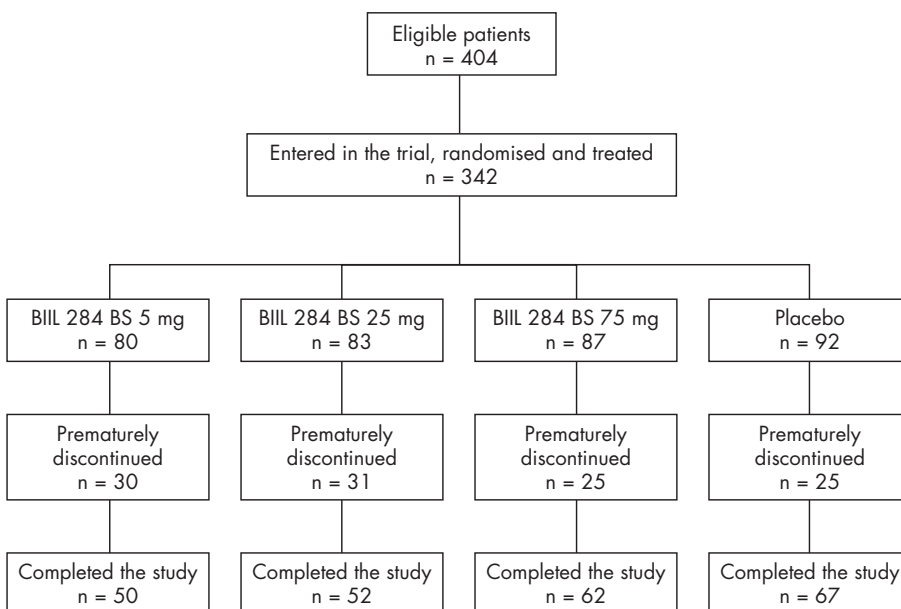 Eligible patients
n = 404
Entered in the trial, randomised and treated
n = 342
BIIL 284 BS 5 mg
n = 80
BIIL 284 BS 25 mg
n = 83
BIIL 284 BS 75 mg
n = 87
Placebo
n = 92
Prematurely
discontinued
n = 30
Prematurely
discontinued
n = 31
Prematurely
discontinued
n = 25
Prematurely
discontinued
n = 25
Completed the study
n = 50
Completed the study
n = 52
Completed the study
n = 62
Completed the study
n = 67